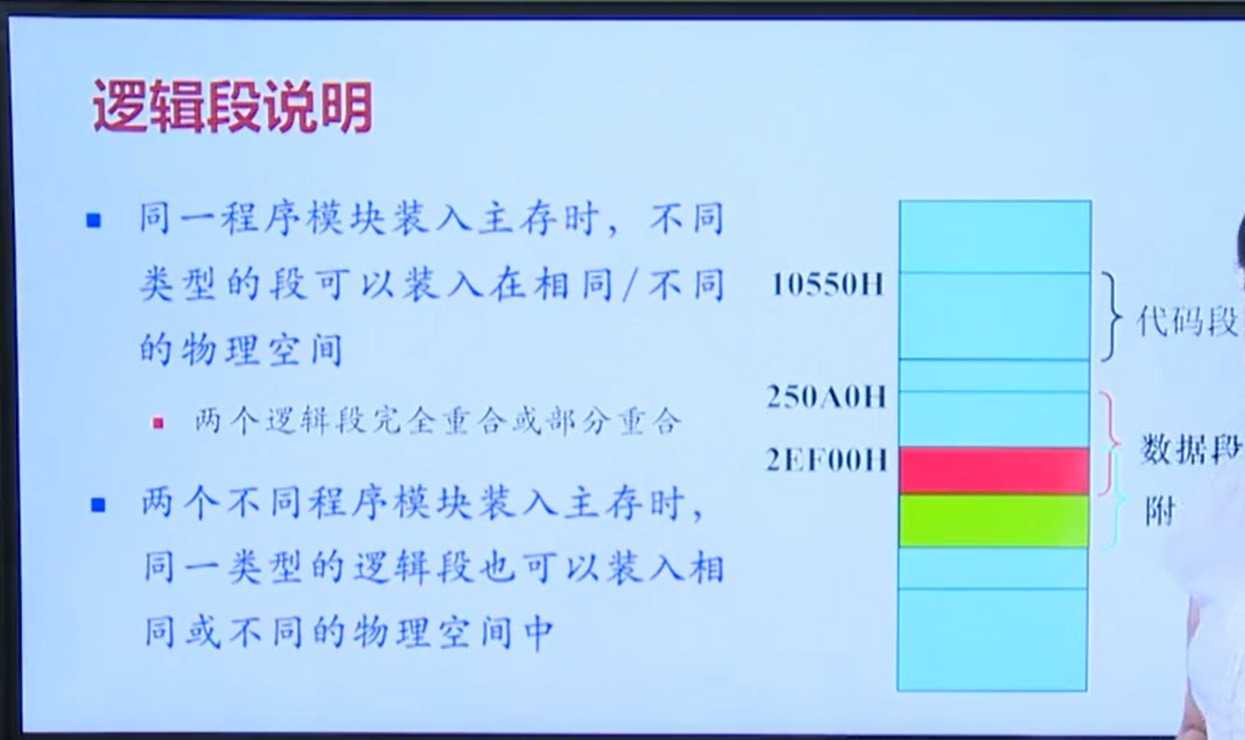 逻辑段说明
同一程序模块装入主存时，不同
类型的段可以装入在相同/不同
的物理空间
两个逻辑段完全重合或部分重合
两个不同程序模块装入主存时，
同一类型的逻辑段也可以装入相
同或不同的物理空间中
10550H
代码段
250A0H
2EF00H
数据段
附